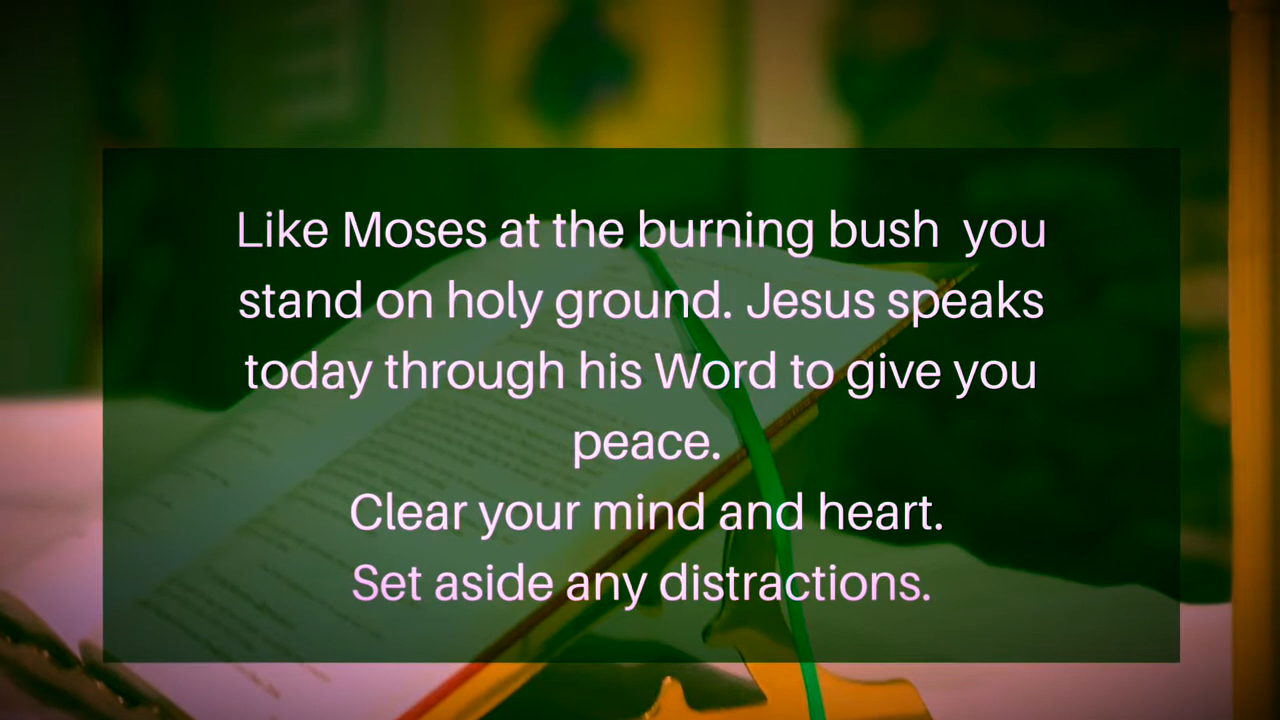 Like Moses at the burning bush  you
stand on holy ground. Jesus speaks
today through his Word to give you
peace.
Clear your mind and heart.
Set aside any distractions.